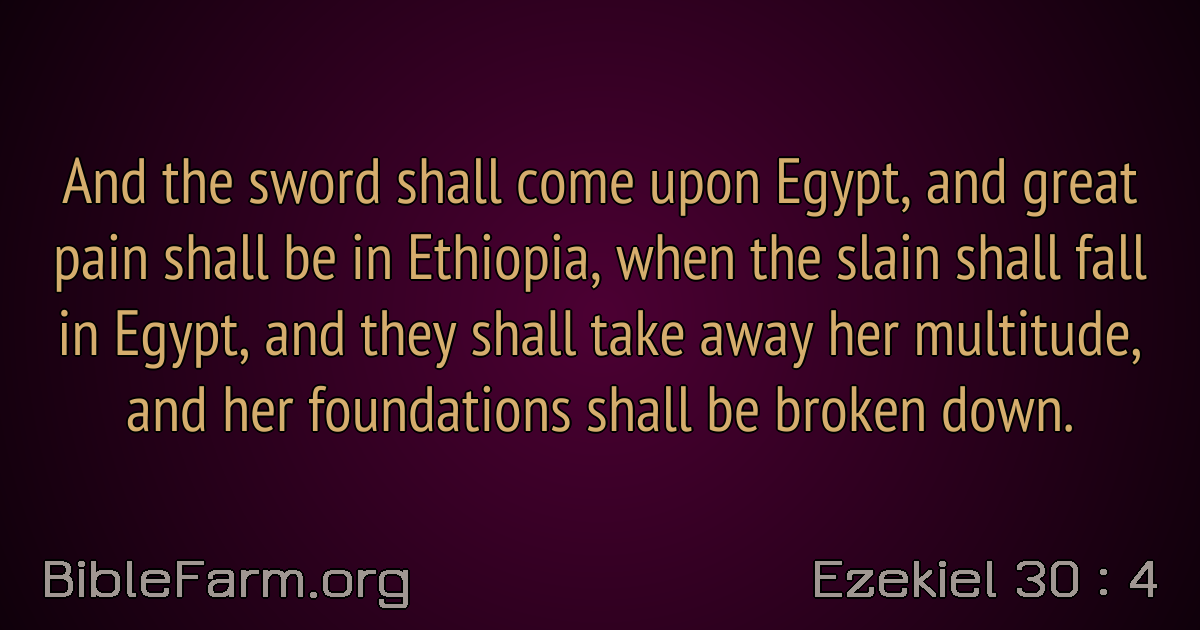 And the sword shall come upon Egypt, and great
pain shall be in Ethiopia, when the slain shall fall
in Egypt, and they shall take away her multitude,
and her foundations shall be broken down.
BibleFarm.org
Ezekiel 30 : 4